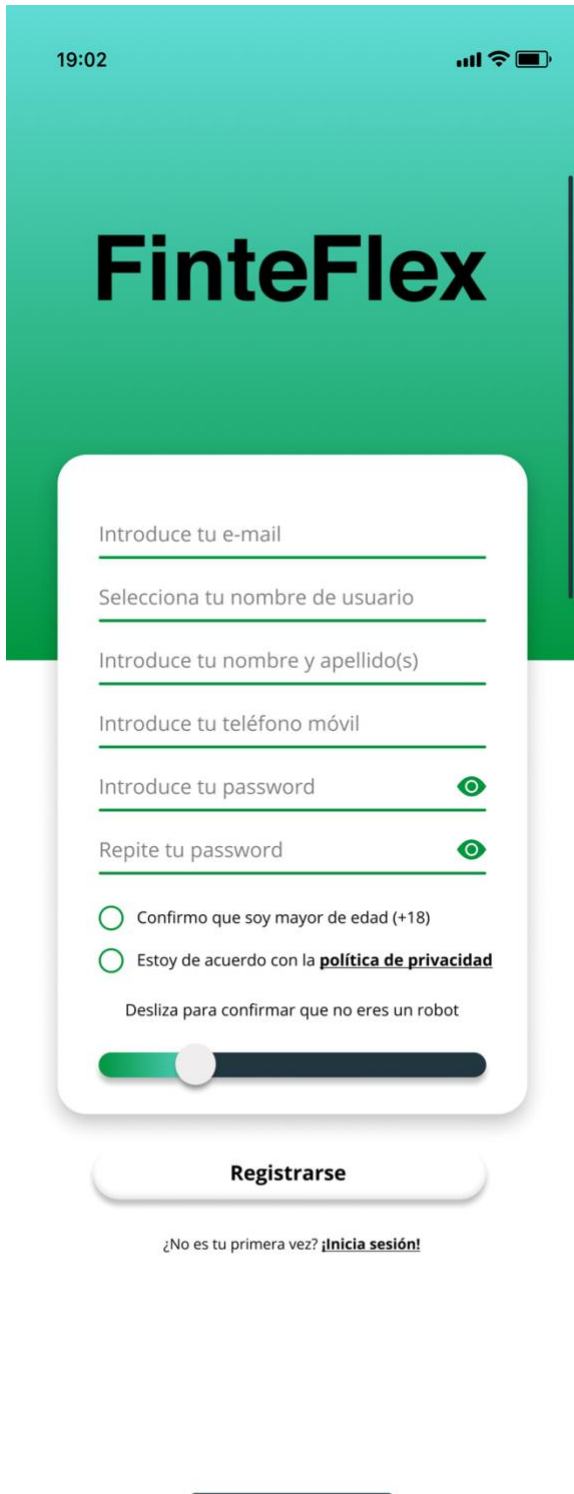 19:02
FinteFlex
Introduce tu e-mail
Selecciona tu nombre de usuario
Introduce tu nombre y apellido(s)
Introduce tu teléfono móvil
Introduce tu password
Repite tu password
Confirmo que soy mayor de edad (+18)
Estoy de acuerdo con la política de privacidad
Desliza para confirmar que no eres un robot
Registrarse
¿No es tu primera vez? ¡Inicia sesión!